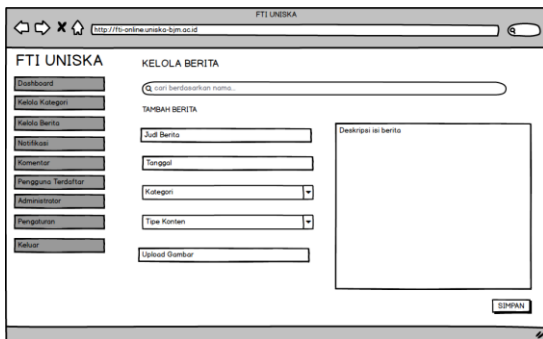 FTI UNISKA
http://fti-online.uniska-bjm.ac.id
FTI UNISKA
Dashboard
Kelola Kategori
Kelola Berita
Notifikasi
Komentar
Pengguna Terdaftar
Administrator
Pengaturan
Keluar
KELOLA BERITA
cari berdasarkan nama..
TAMBAH BERITA
Judl Berita
Tanggal
Kategori
Tipe Konten
Upload Gambar
Deskripsi isi berita
SIMPAN